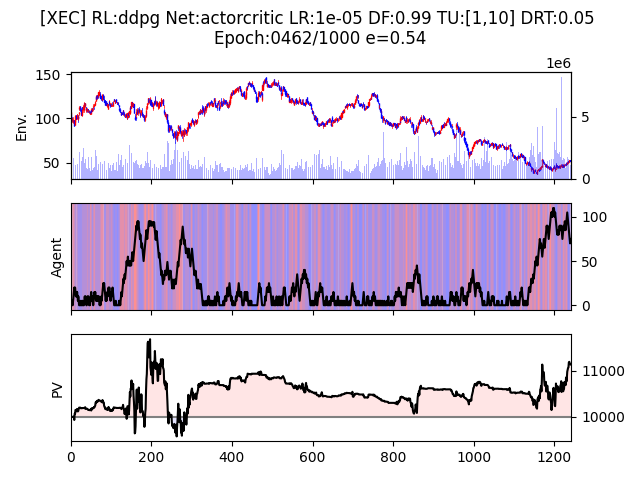 [XEC] RL:ddpg Net:actorcritic LR:1e-05 DF:0.99 TU:[1,10] DRT:0.05
Epoch:0462/1000 e=0.54
1e6
150
100
50
Env.
5
0
Agent
100
50
0
PV
11000
10000
0 200 400 600 800 1000 1200